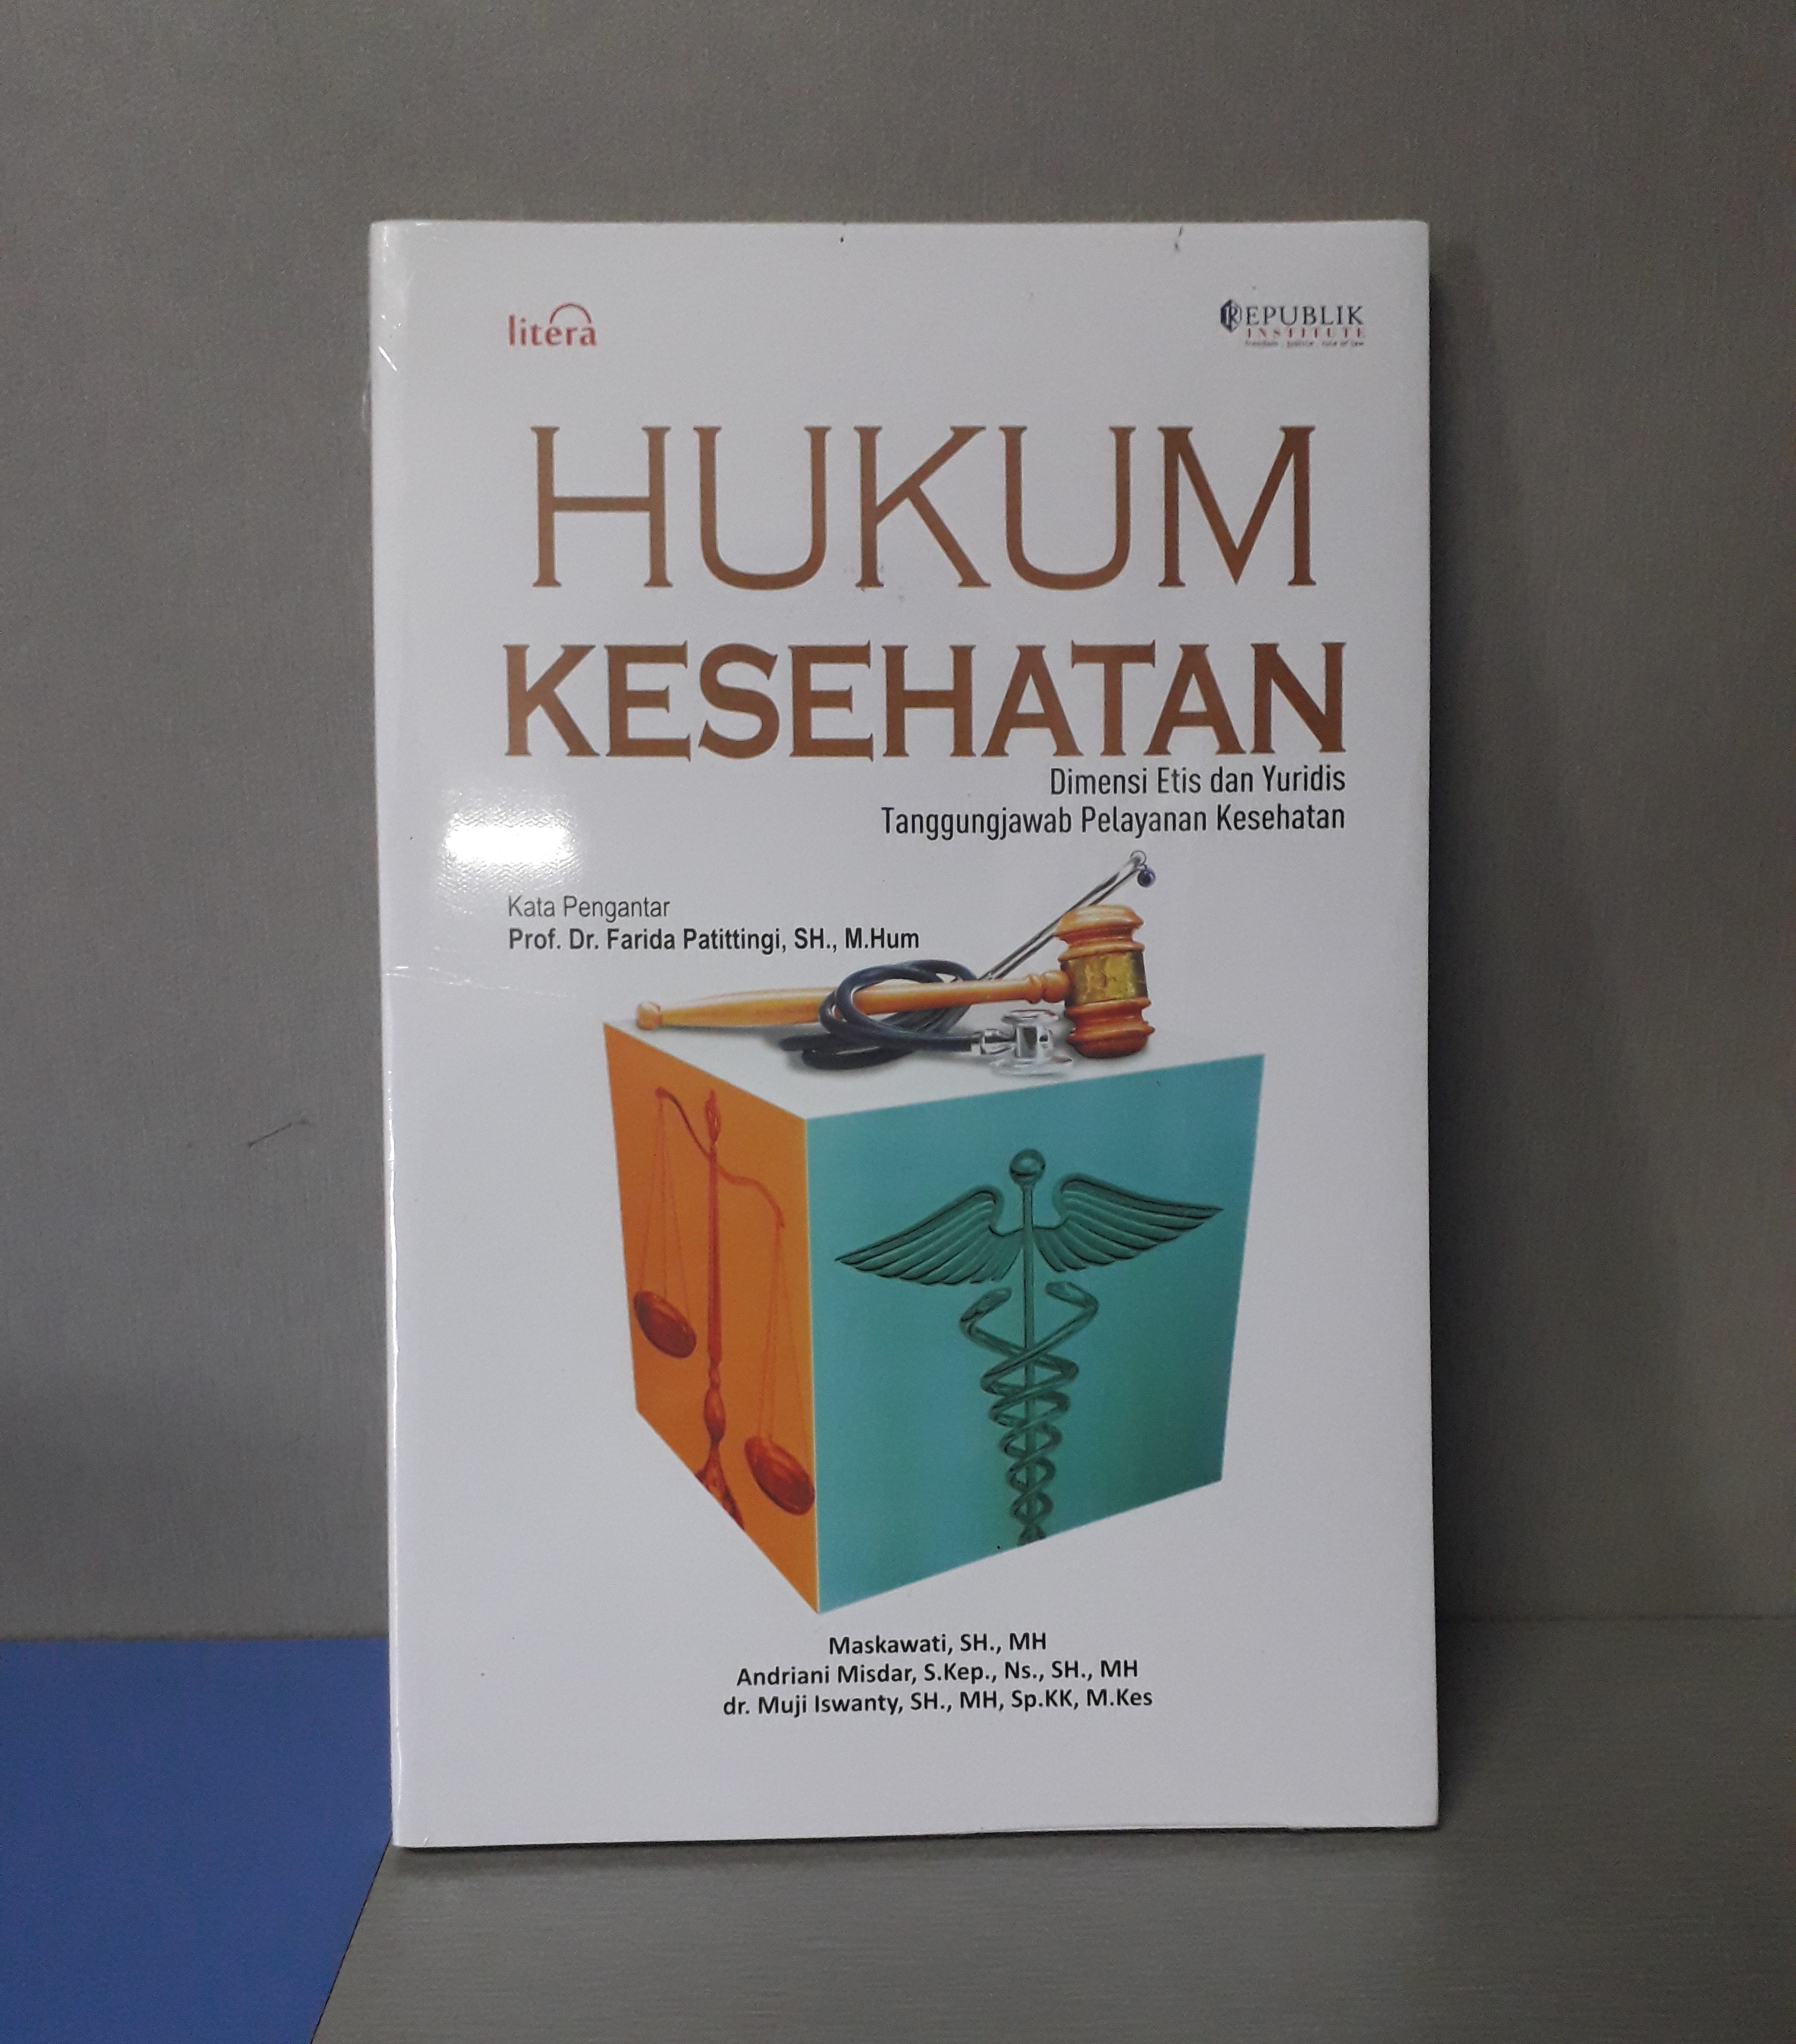 litera
REPUBLIK
INSTITUTE
HUKUM
KESEHATAN
Dimensi Etis dan Yuridis
Tanggungjawab Pelayanan Kesehatan
Kata Pengantar
Prof. Dr. Farida Patittingi, SH., M.Hum
Maskawati, SH., MH
Andriani Misdar, S.Kep., Ns., SH., MH
dr. Muji Iswanty, SH., MH, Sp.KK, M.Kes